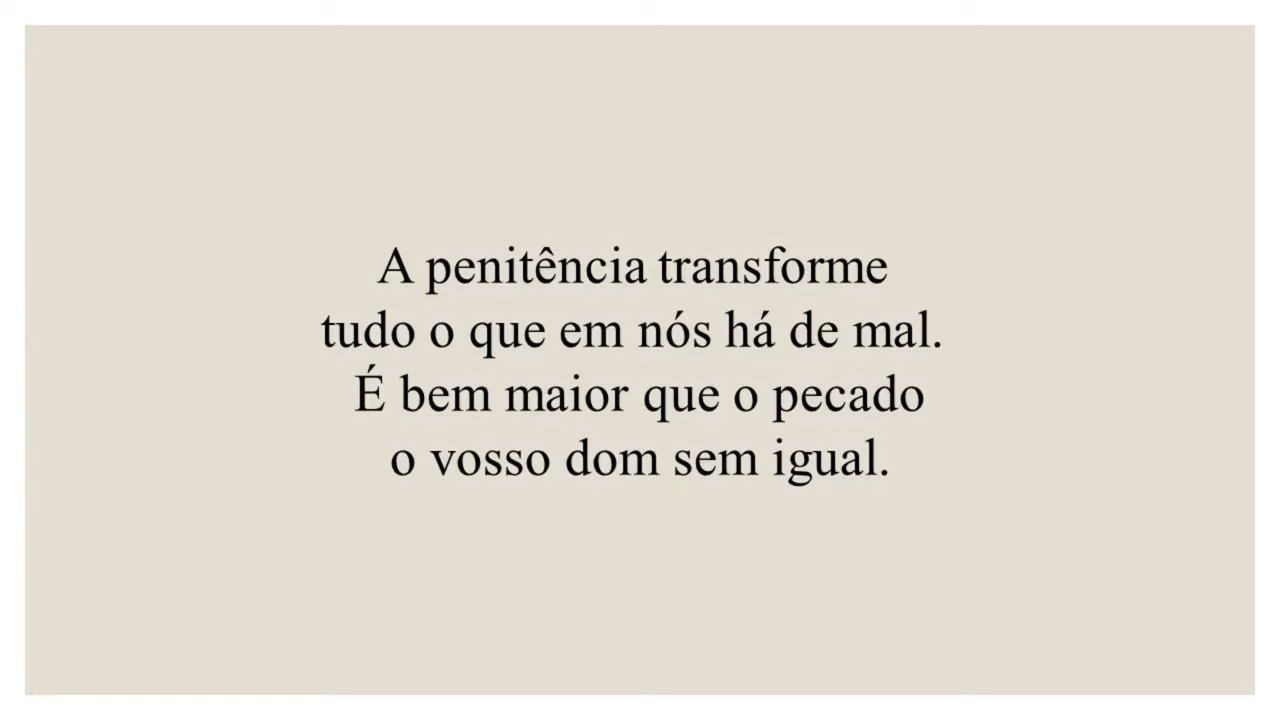 A penitência transforme
tudo o que em nós há de mal.
É bem maior que o pecado
o vosso dom sem igual.